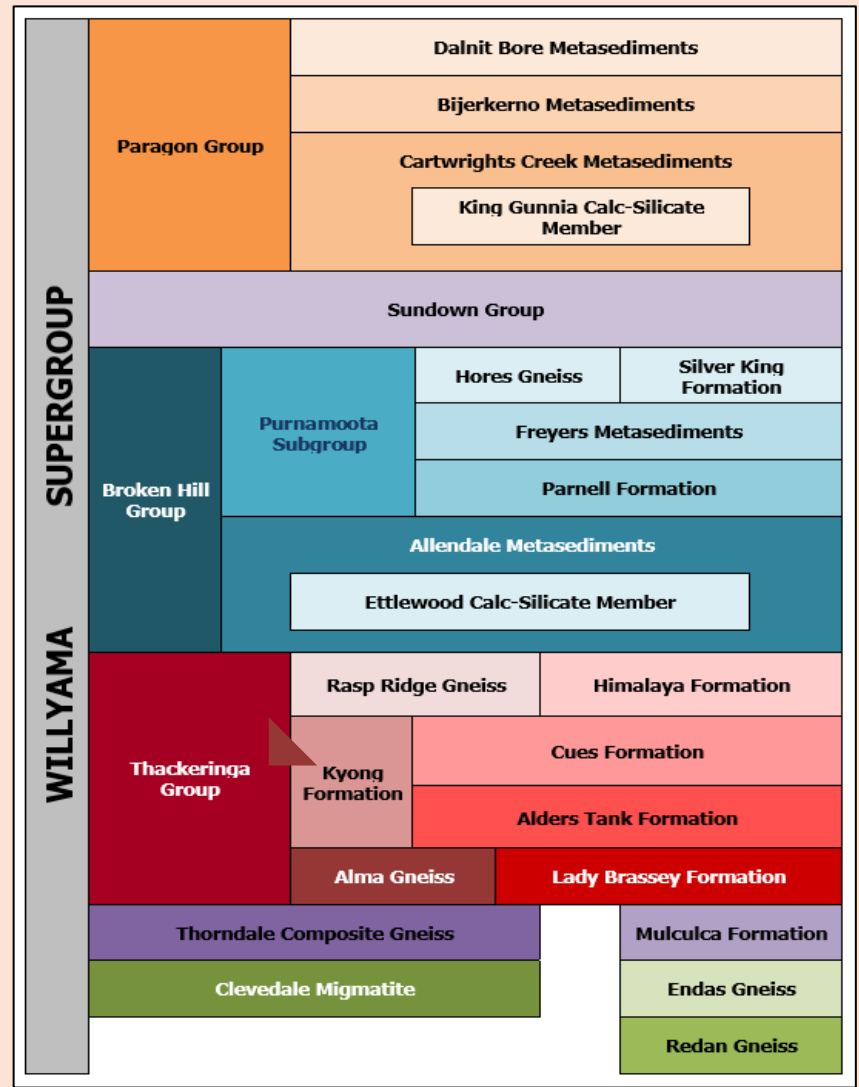 WILLYAMA SUPERGROUP
Paragon Group
Dalnit Bore Metasediments
Bijerkerno Metasediments
Cartwrights Creek Metasediments
King Gunnia Calc-Silicate
Member
Sundown Group
Broken Hill
Group
Purnamoota
Subgroup
Hores Gneiss
Silver King
Formation
Freyers Metasediments
Parnell Formation
Allendale Metasediments
Ettlewood Calc-Silicate Member
Thackeringa
Group
Rasp Ridge Gneiss
Himalaya Formation
Kyong
Formation
Cues Formation
Alders Tank Formation
Alma Gneiss
Lady Brassey Formation
Thorndale Composite Gneiss
Mulculca Formation
Clevedale Migmatite
Endas Gneiss
Redan Gneiss